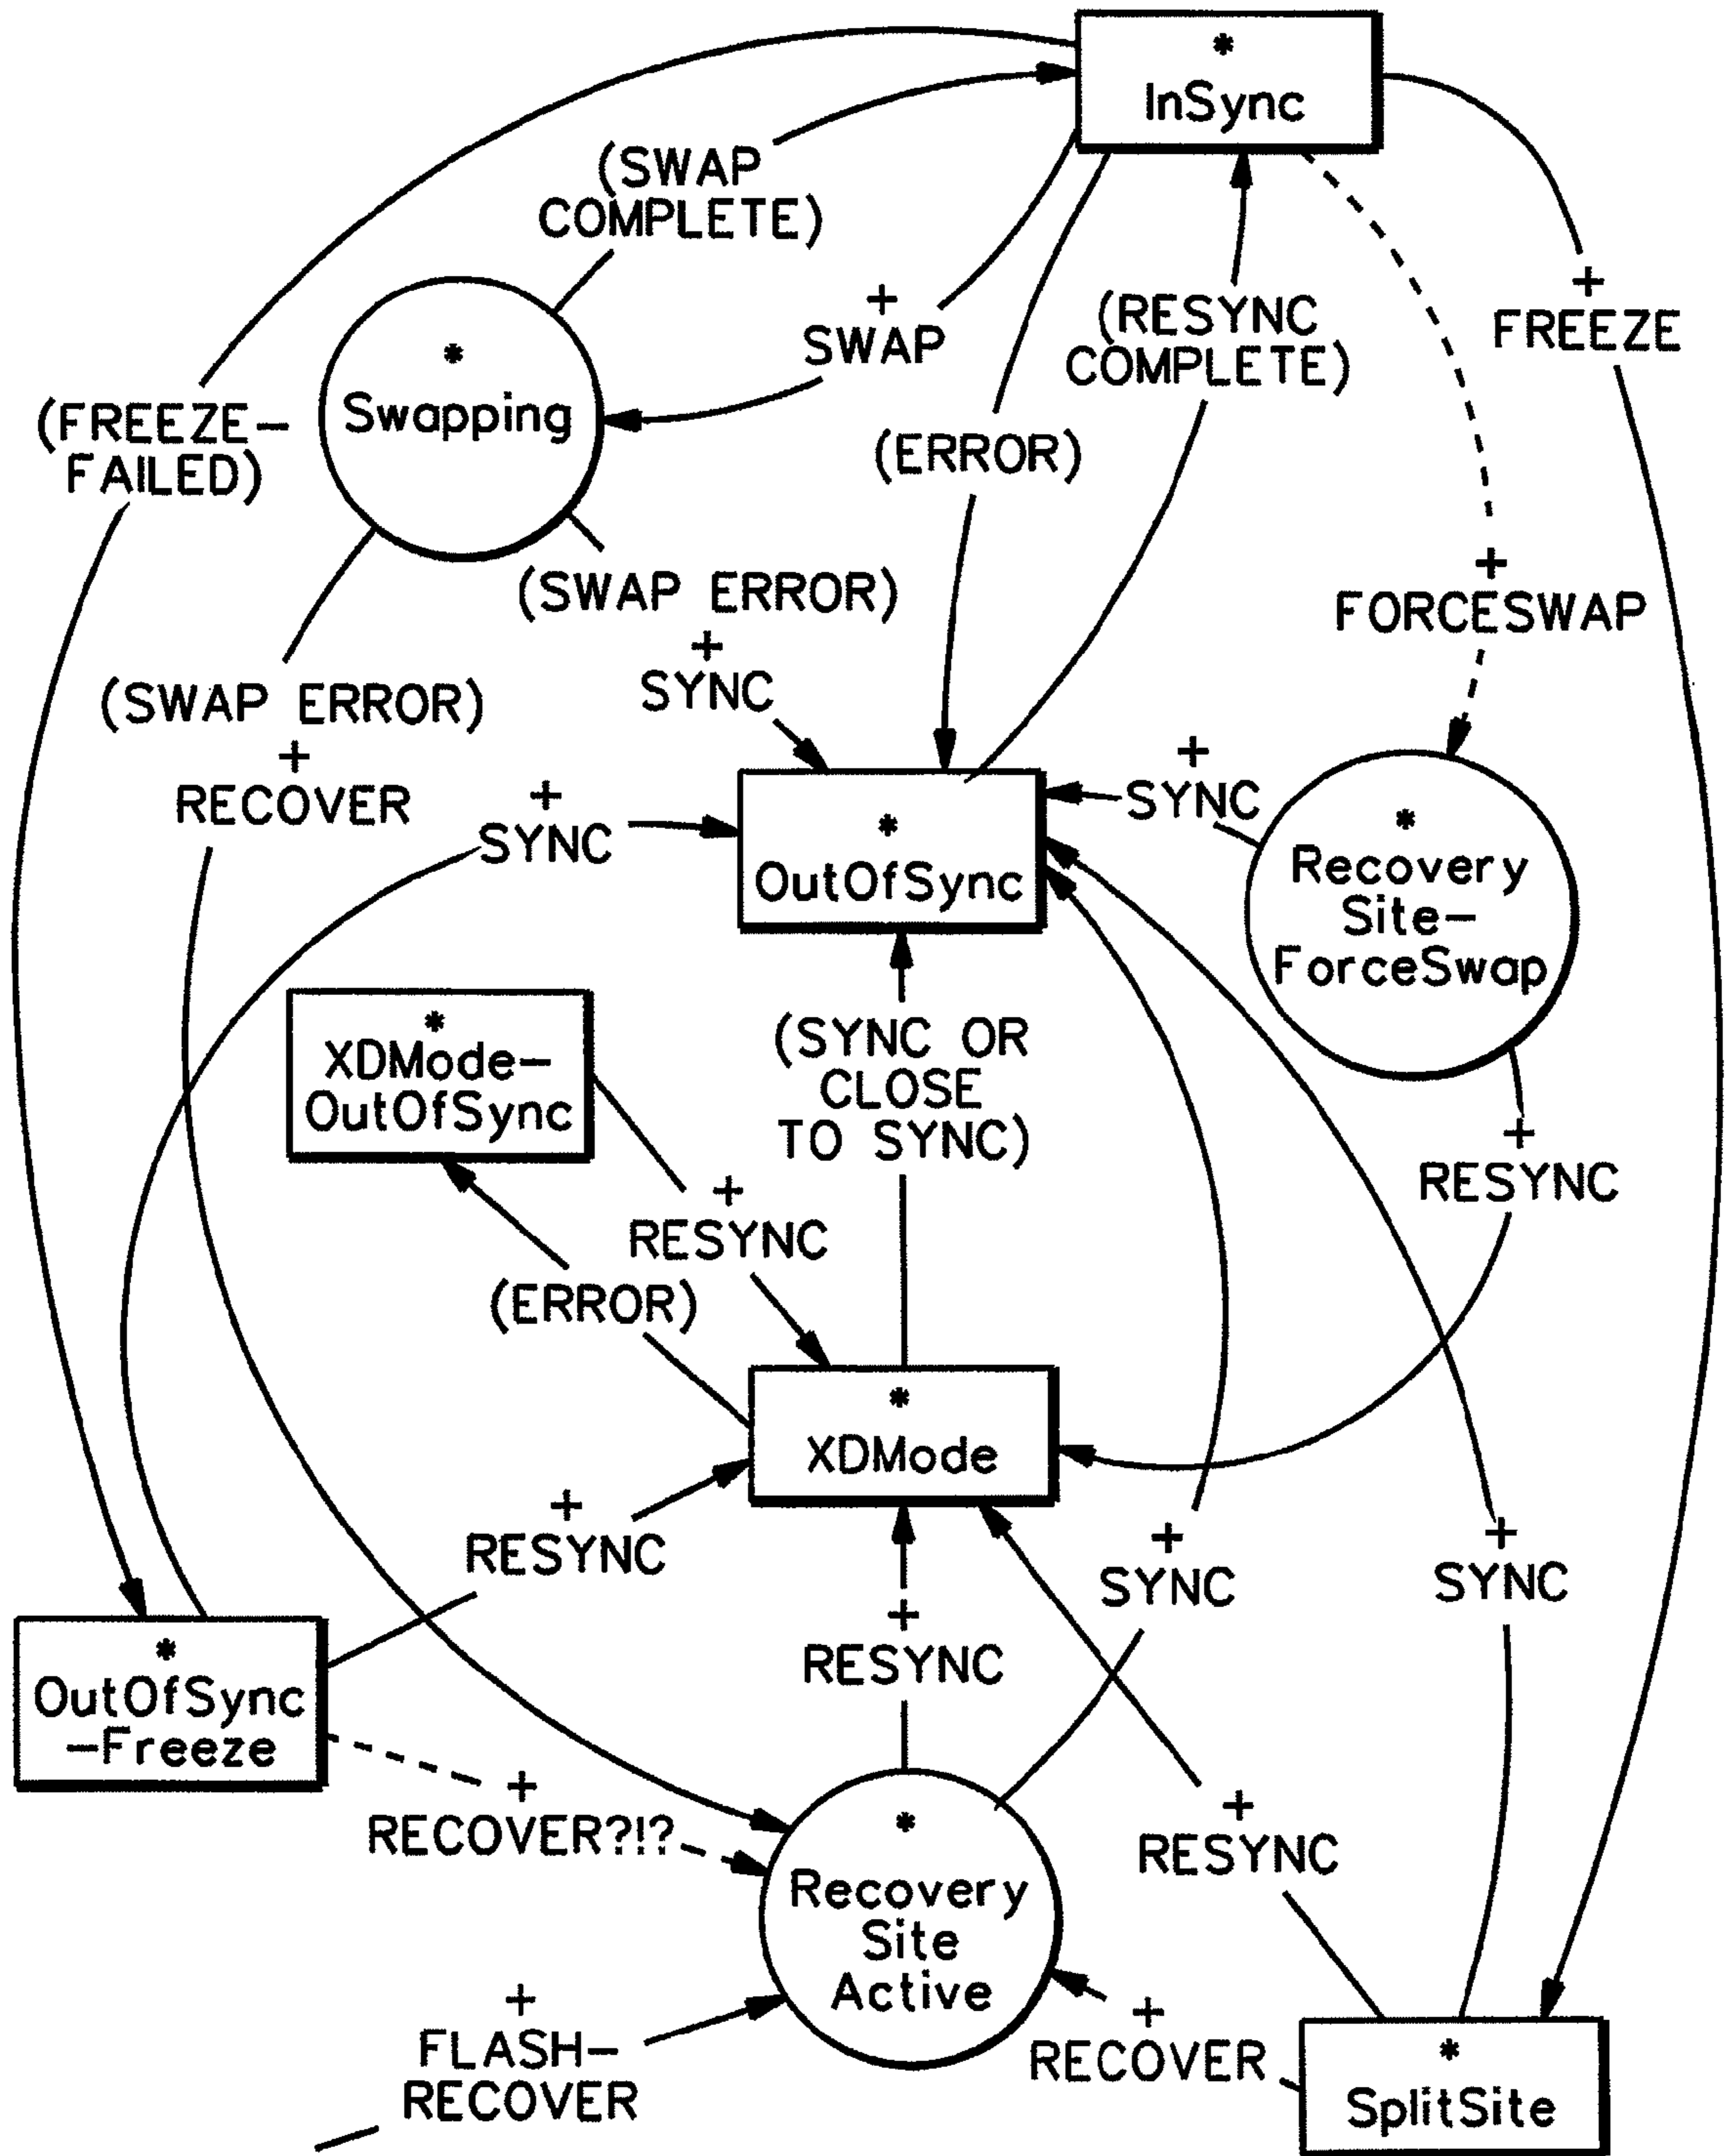 *
InSync
(SWAP
COMPLETE)
+
SWAP
(RESYNC
COMPLETE)
+
FREEZE
*
Swapping
(FREEZE-
FAILED)
(ERROR)
+
FORCESWAP
(SWAP ERROR)
+
SYNC
(SWAP ERROR)
+
RECOVER
+
SYNC
*
OutOfSync
+
SYNC
*
Recovery
Site-
ForceSwap
*
XDMode-
OutOfSync
(SYNC OR
CLOSE
TO SYNC)
+
RESYNC
+
RESYNC
(ERROR)
*
XDMode
+
RESYNC
+
SYNC
+
SYNC
+
RESYNC
*
OutOfSync
-Freeze
+
RECOVER?!?
+
RESYNC
*
Recovery
Site
Active
+
FLASH-
RECOVER
+
RECOVER
*
SplitSite